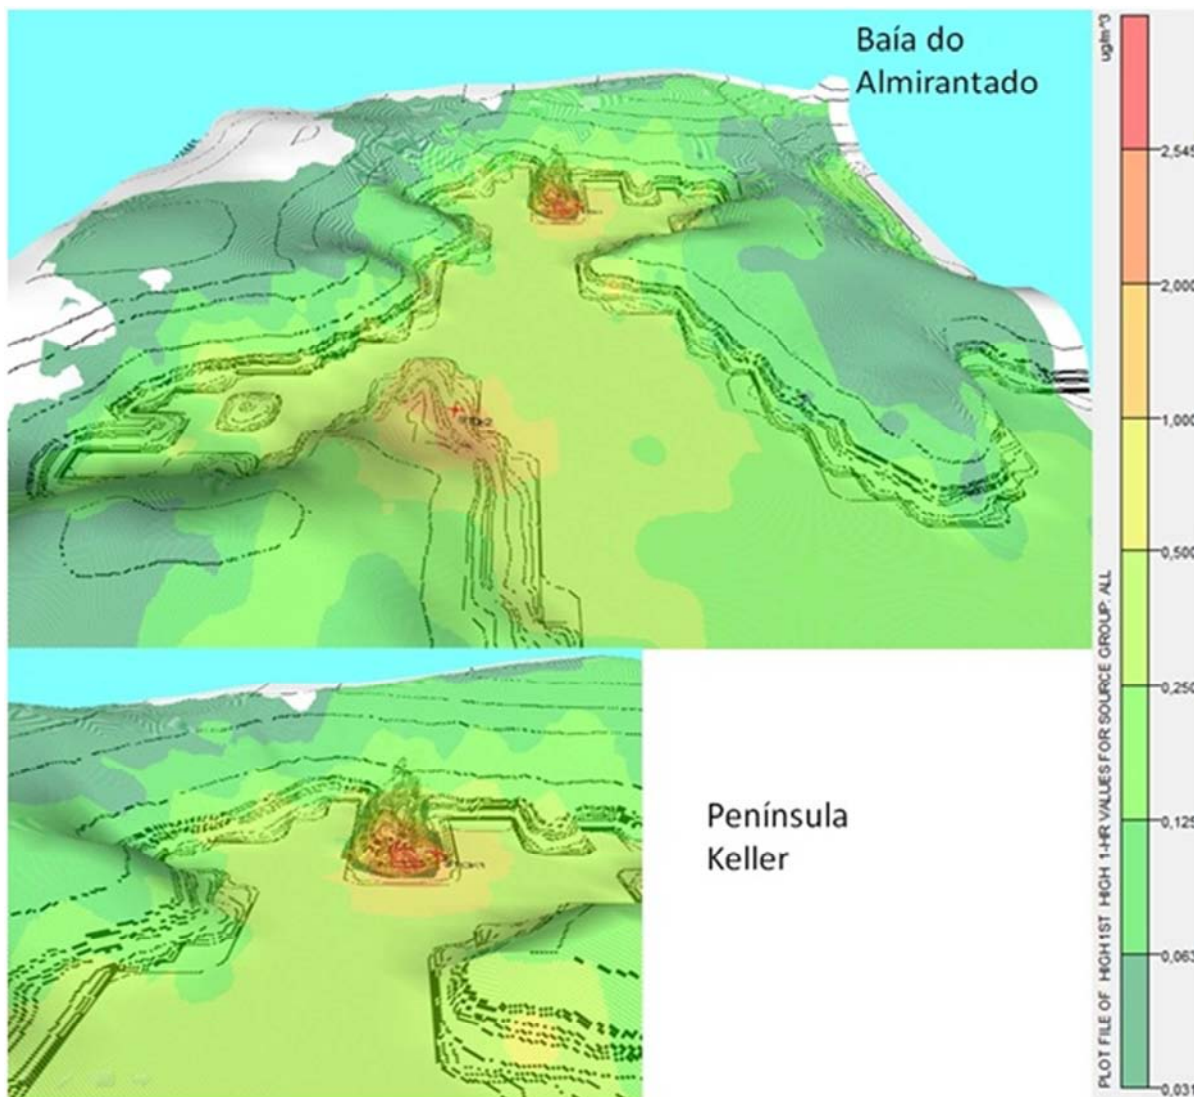 Baía do
Almirantado
ug/m^3
2,545
2,000
1,000
0,500
0,250
0,125
0,063
0,031
PLOT FILE OF HIGH 1ST HIGH 1-HR VALUES FOR SOURCE GROUP: ALL
Península
Keller